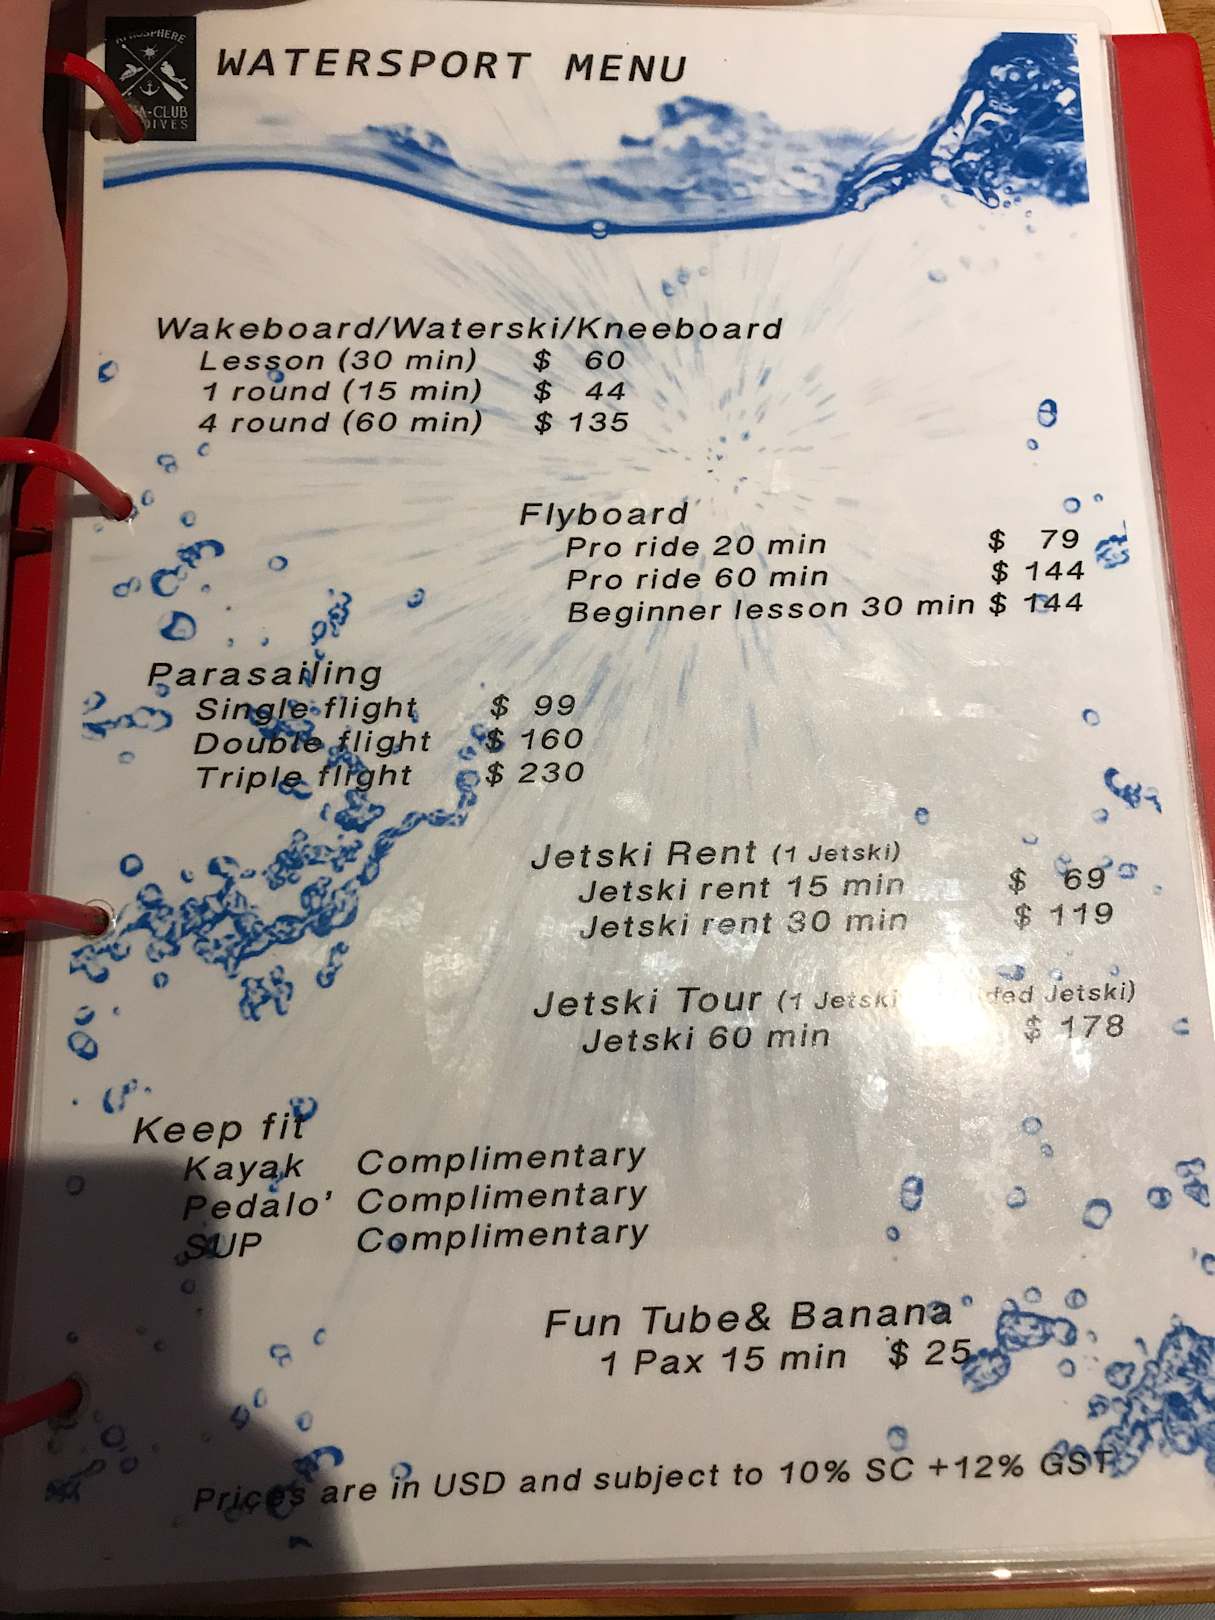 ATMOSPHERE
WATERSPORT MENU
Wakeboard/Waterski/Kneeboard
Lesson (30 min) $ 60
1 round (15 min) $ 44
4 round (60 min) $ 135
Flyboard
Pro ride 20 min $ 79
Pro ride 60 min $ 144
Beginner lesson 30 min $ 144
Parasailing
Single flight $ 99
Double flight $ 160
Triple flight $ 230
Jetski Rent (1 Jetski)
Jetski rent 15 min $ 69
Jetski rent 30 min $ 119
Jetski Tour (1 Jetski Jetski)
Jetski 60 min $ 178
Keep fit
Kayak Complimentary
Pedalo' Complimentary
SUP Complimentary
Fun Tube& Banana
1 Pax 15 min $ 25
Prices are in USD and subject to 10% SC +12% GST